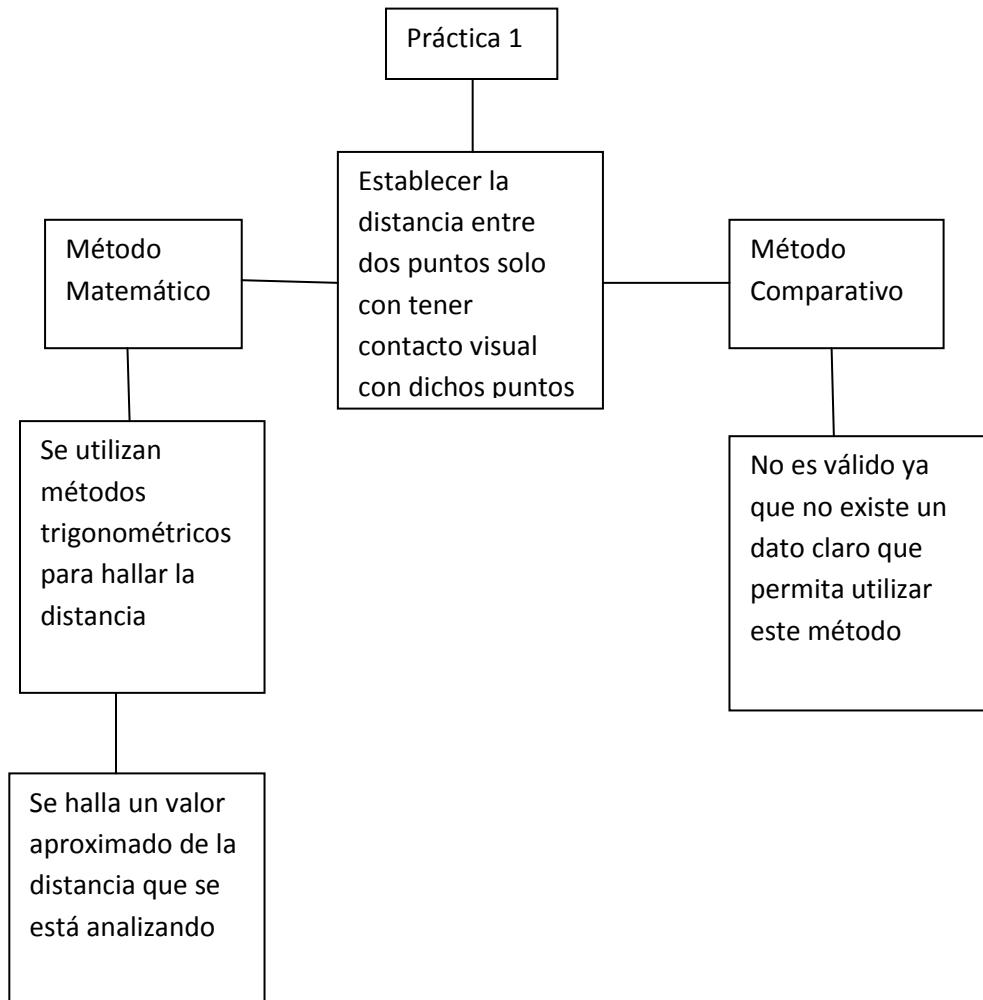 Práctica 1
Establecer la
distancia entre
dos puntos solo
con tener
contacto visual
con dichos puntos
Método
Matemático
Método
Comparativo
Se utilizan
métodos
trigonométricos
para hallar la
distancia
No es válido ya
que no existe un
dato claro que
permita utilizar
este método
Se halla un valor
aproximado de la
distancia que se
está analizando